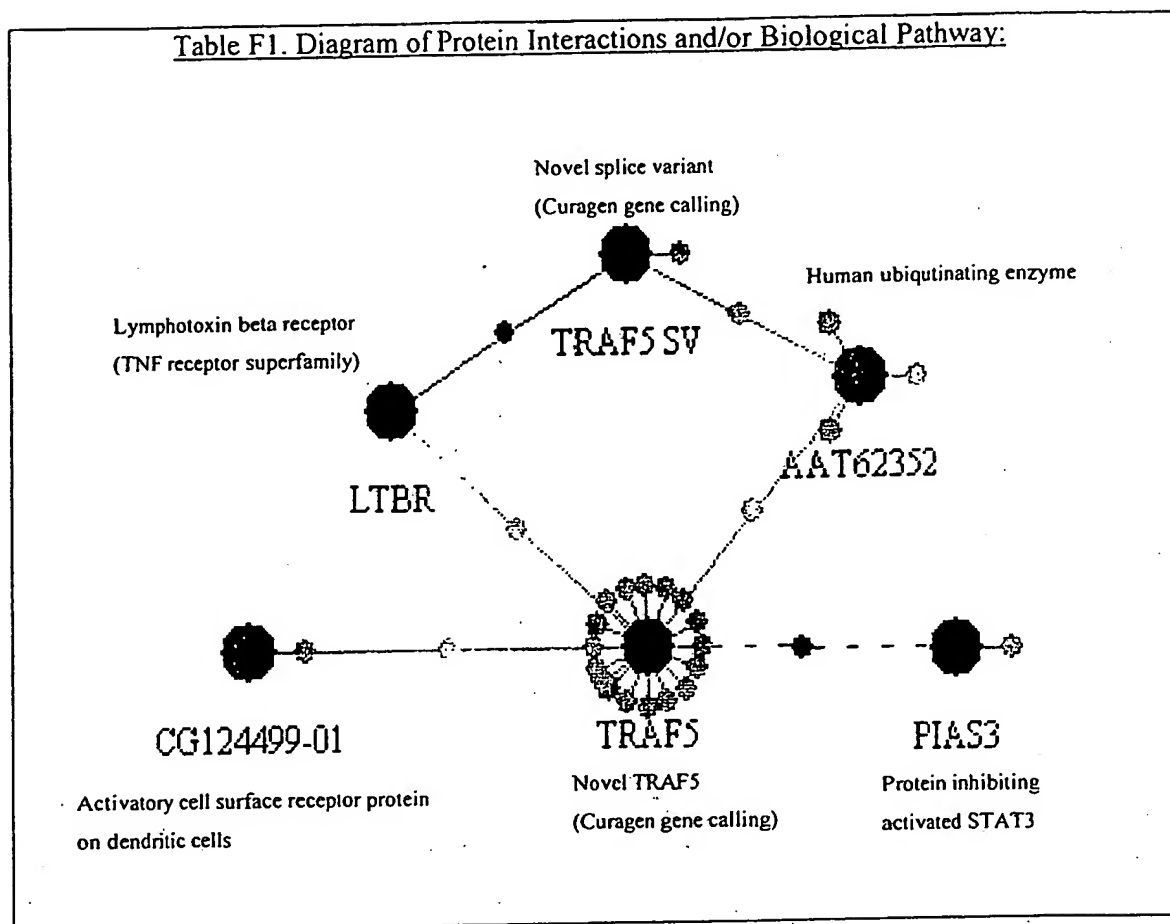 Table F1. Diagram of Protein Interactions and/or Biological Pathway:
Novel splice variant
(Curagen gene calling)
Human ubiqutinating enzyme
Lymphotoxin beta receptor
(TNF receptor superfamily)
TRAF5 SV
AAT62352
LTBR
CG124499-01
TRAF5
PIAS3
Activatory cell surface receptor protein
on dendritic cells
Novel TRAF5
(Curagen gene calling)
Protein inhibiting
activated STAT3